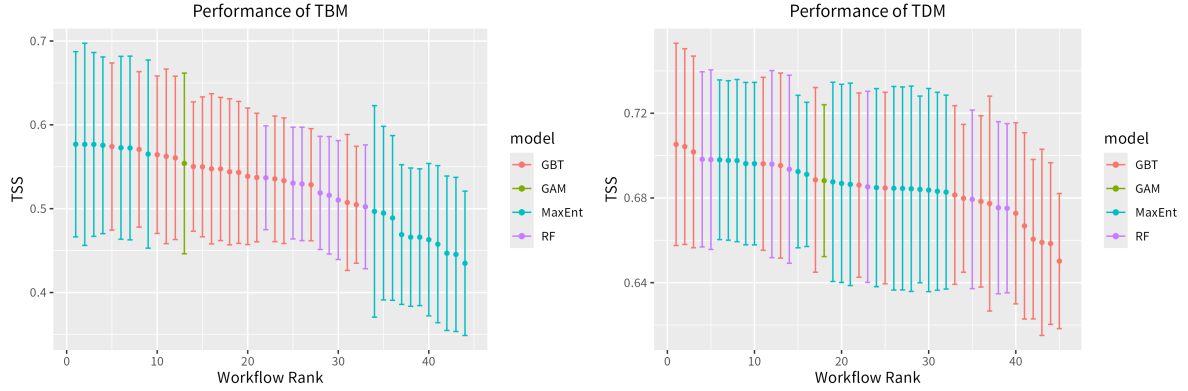 Performance of TBM
TSS
0.7
0.6
0.5
0.4
0
10
20
30
40
Workflow Rank
model
GBT
GAM
MaxEnt
RF
Performance of TDM
TSS
0.72
0.68
0.64
0
10
20
30
40
Workflow Rank
model
GBT
GAM
MaxEnt
RF